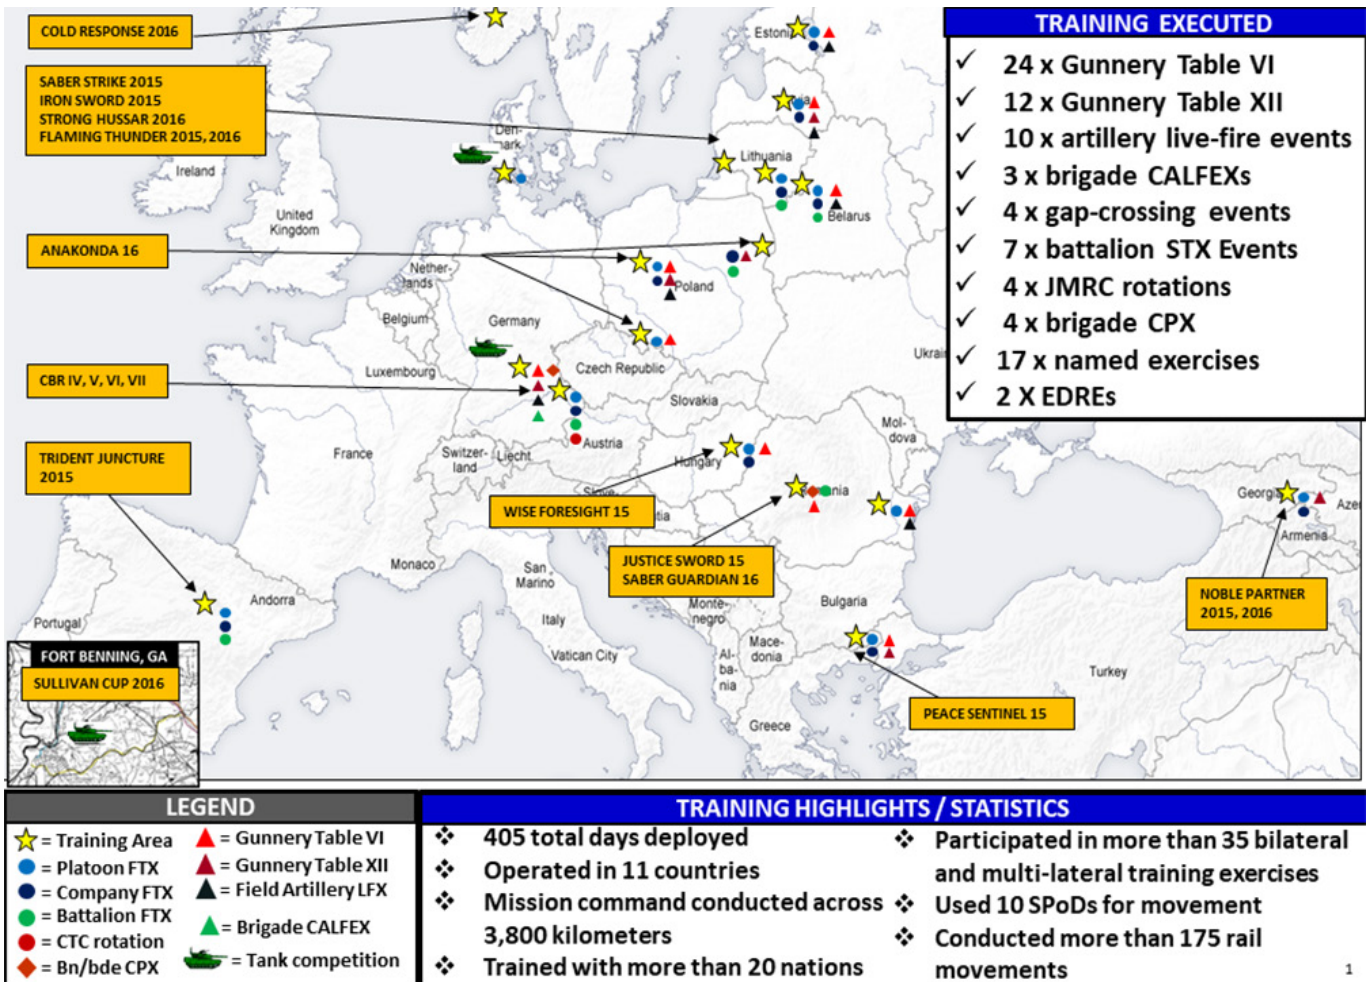 COLD RESPONSE 2016
SABER STRIKE 2015
IRON SWORD 2015
STRONG HUSSAR 2016
FLAMING THUNDER 2015, 2016
ANAKONDA 16
CBR IV, V, VI, VII
TRIDENT JUNCTURE
2015
WISE FORESIGHT 15
JUSTICE SWORD 15
SABER GUARDIAN 16
NOBLE PARTNER
2015, 2016
PEACE SENTINEL 15
FORT BENNING, GA
SULLIVAN CUP 2016
Estonia
Den-
mark
Lithuania
Ireland
United
Kingdom
Belarus
Nether-
lands
Poland
Belgium
Germany
Luxembourg
Czech Republic
Ukrain
Slovakia
Mol-
dova
France
Switzer-
land
Liecht
Austria
Hungary
Georgia
Azer
Armenia
Monaco
San
Marino
Andorra
Portugal
Italy
Vatican City
Monte-
negro
Bulgaria
Mace-
donia
Al-
ba-
nia
Greece
Turkey
TRAINING EXECUTED
✓ 24 x Gunnery Table VI
✓ 12 x Gunnery Table XII
✓ 10 x artillery live-fire events
✓ 3 x brigade CALFEXs
✓ 4 x gap-crossing events
✓ 7 x battalion STX Events
✓ 4 x JMRC rotations
✓ 4 x brigade CPX
✓ 17 x named exercises
✓ 2 X EDREs
LEGEND
= Training Area
= Platoon FTX
= Company FTX
= Battalion FTX
= CTC rotation
= Bn/bde CPX
= Gunnery Table VI
= Gunnery Table XII
= Field Artillery LFX
= Brigade CALFEX
= Tank competition
TRAINING HIGHLIGHTS / STATISTICS
❖ 405 total days deployed
❖ Operated in 11 countries
❖ Mission command conducted across
3,800 kilometers
❖ Trained with more than 20 nations
❖ Participated in more than 35 bilateral
and multi-lateral training exercises
❖ Used 10 SPoDs for movement
❖ Conducted more than 175 rail
movements
1